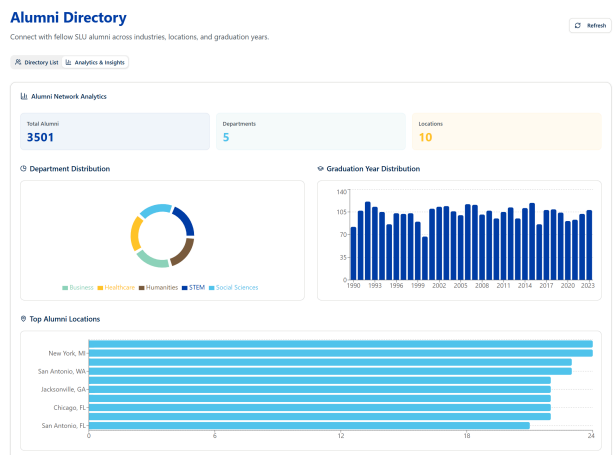 Alumni Directory
Connect with fellow SLU alumni across industries, locations, and graduation years.
Refresh
Directory List
Analytics & Insights
Alumni Network Analytics
Total Alumni
3501
Departments
5
Locations
10
Department Distribution
Business Healthcare Humanities STEM Social Sciences
Graduation Year Distribution
140
105
70
35
0
1990 1993 1996 1999 2002 2005 2008 2011 2014 2017 2020 2023
Top Alumni Locations
New York, MI
San Antonio, WA
Jacksonville, GA
Chicago, FL
San Antonio, FL
0 6 12 18 24